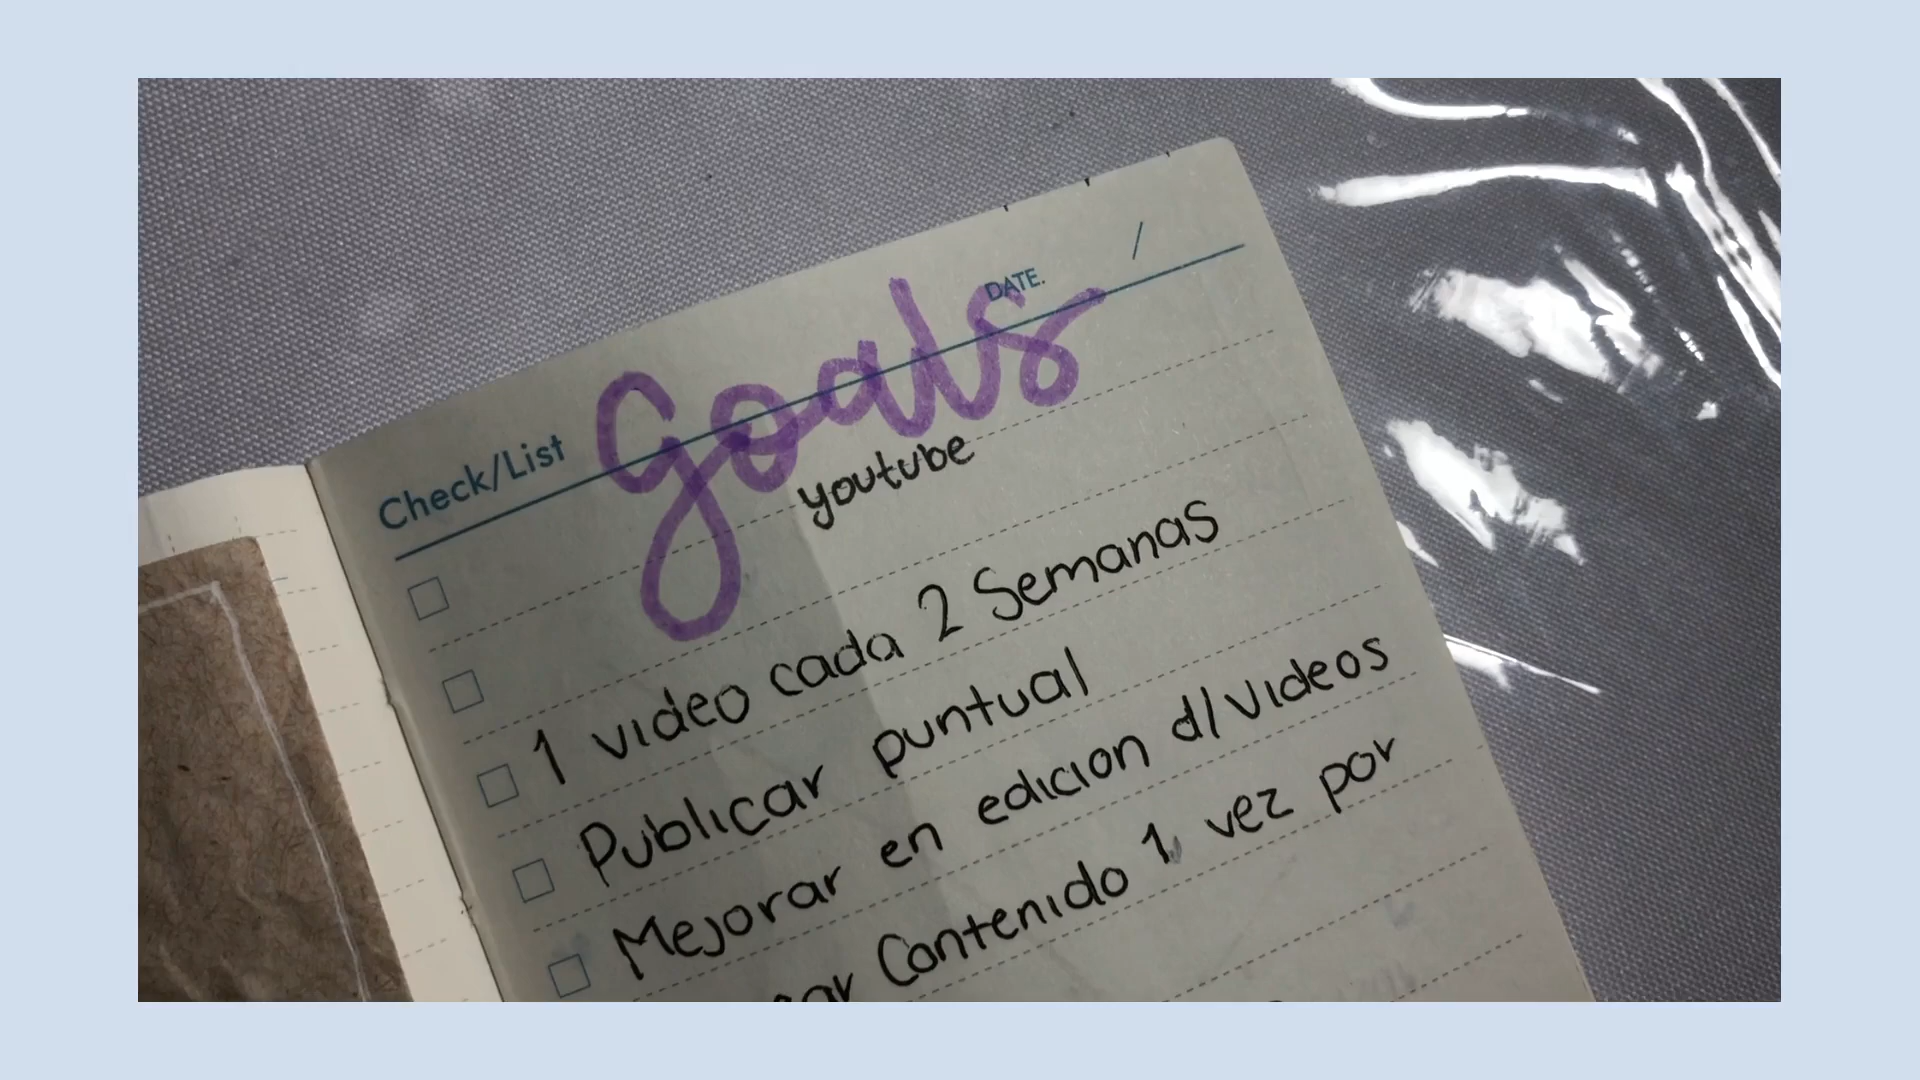 DATE. /
Check/List goals
youtube
1 video cada 2 Semanas
Publicar puntual
Mejorar en edicion d/videos
Contenido 1 vez por